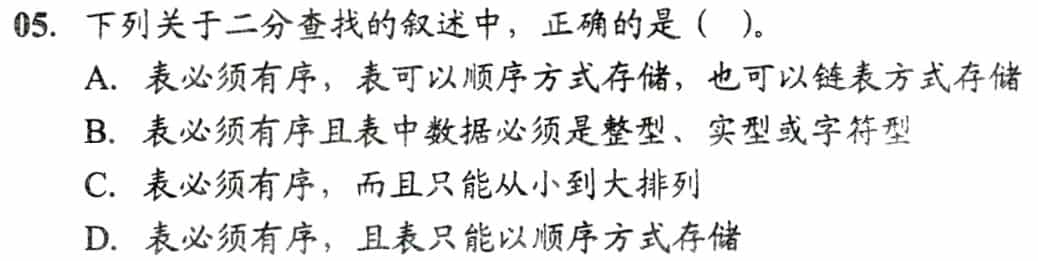 05. 下列关于二分查找的叙述中，正确的是（ ）。
A. 表必须有序，表可以顺序方式存储，也可以链表方式存储
B. 表必须有序且表中数据必须是整型、实型或字符型
C. 表必须有序，而且只能从小到大排列
D. 表必须有序，且表只能以顺序方式存储